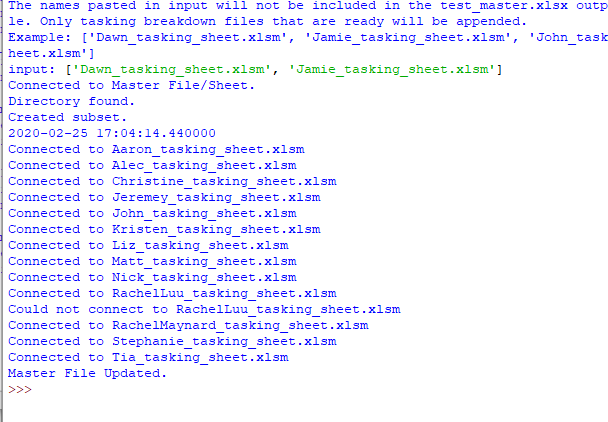 The names pasted in input will not be included in the test_master.xlsx outp
le. Only tasking breakdown files that are ready will be appended.
Example: ['Dawn_tasking_sheet.xlsm', 'Jamie_tasking_sheet.xlsm', 'John_task
heet.xlsm']
input: ['Dawn_tasking_sheet.xlsm', 'Jamie_tasking_sheet.xlsm']
Connected to Master File/Sheet.
Directory found.
Created subset.
2020-02-25 17:04:14.440000
Connected to Aaron_tasking_sheet.xlsm
Connected to Alec_tasking_sheet.xlsm
Connected to Christine_tasking_sheet.xlsm
Connected to Jeremey_tasking_sheet.xlsm
Connected to John_tasking_sheet.xlsm
Connected to Kristen_tasking_sheet.xlsm
Connected to Liz_tasking_sheet.xlsm
Connected to Matt_tasking_sheet.xlsm
Connected to Nick_tasking_sheet.xlsm
Connected to RachelLuu_tasking_sheet.xlsm
Could not connect to RachelLuu_tasking_sheet.xlsm
Connected to RachelMaynard_tasking_sheet.xlsm
Connected to Stephanie_tasking_sheet.xlsm
Connected to Tia_tasking_sheet.xlsm
Master File Updated.
>>>